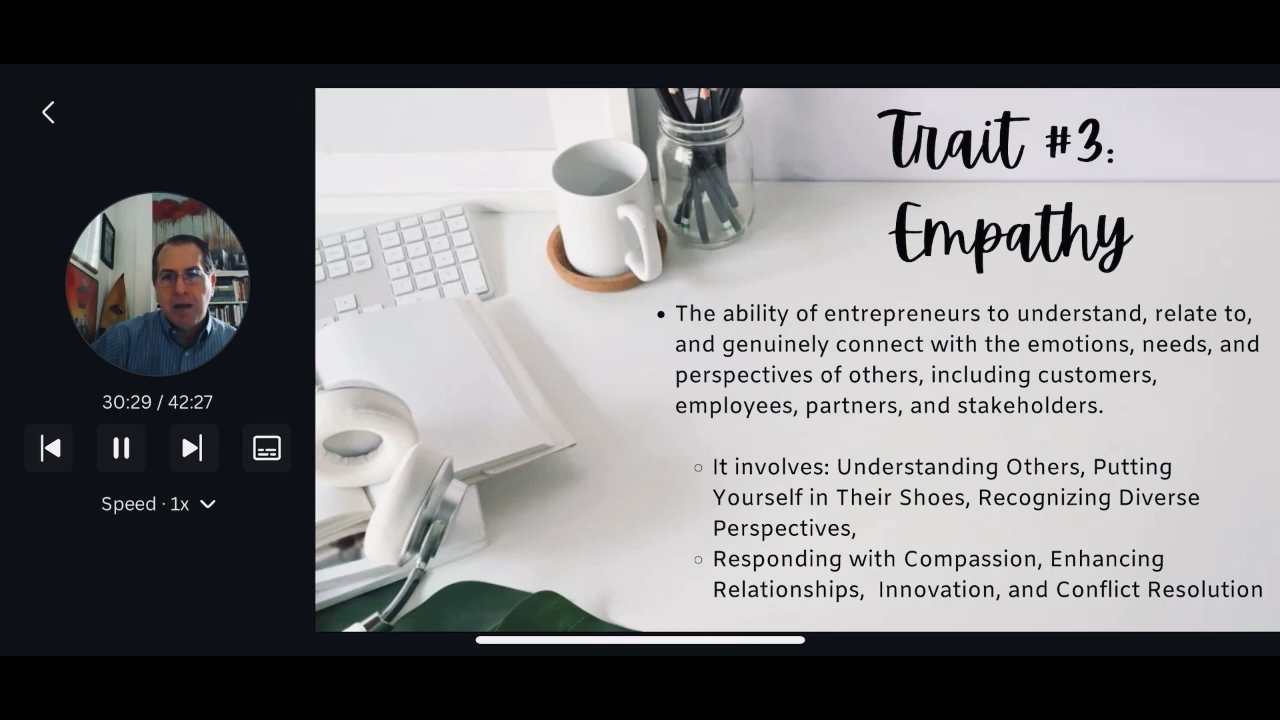 30:29 / 42:27
Speed · 1x
Trait #3:
Empathy
• The ability of entrepreneurs to understand, relate to,
and genuinely connect with the emotions, needs, and
perspectives of others, including customers,
employees, partners, and stakeholders.
◦ It involves: Understanding Others, Putting
Yourself in Their Shoes, Recognizing Diverse
Perspectives,
◦ Responding with Compassion, Enhancing
Relationships,  Innovation, and Conflict Resolution